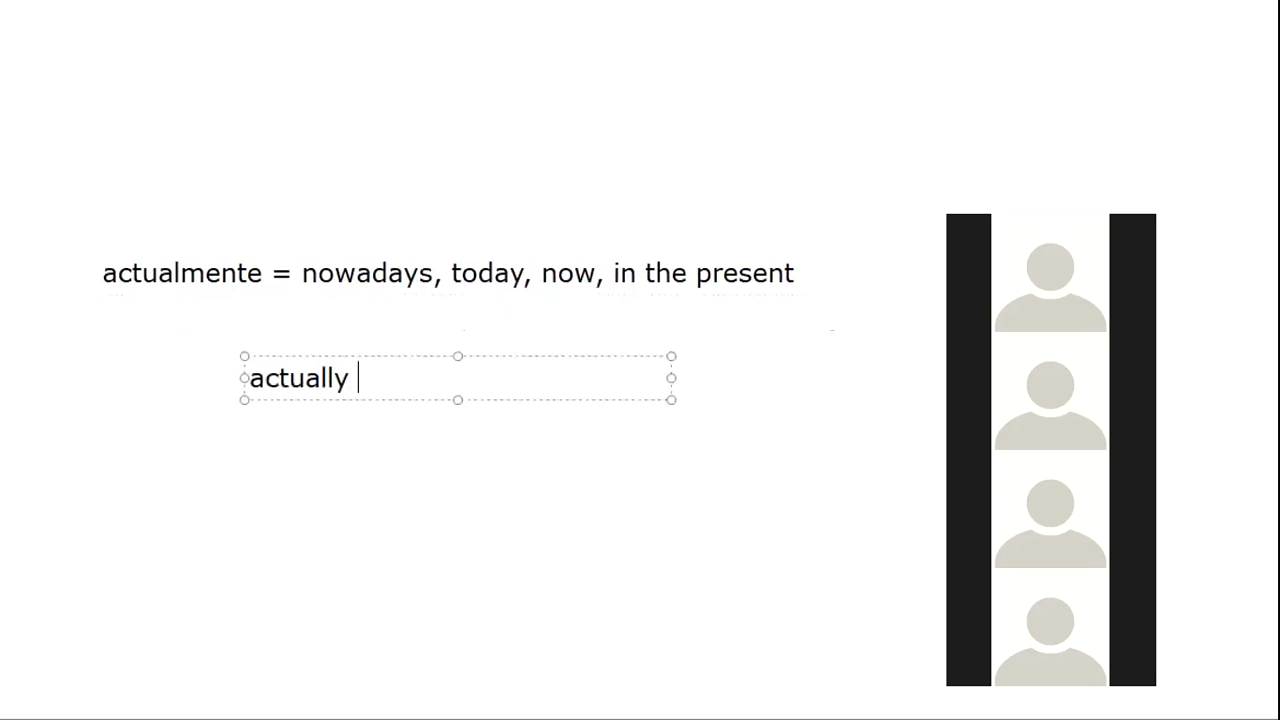 actualmente = nowadays, today, now, in the present
actually